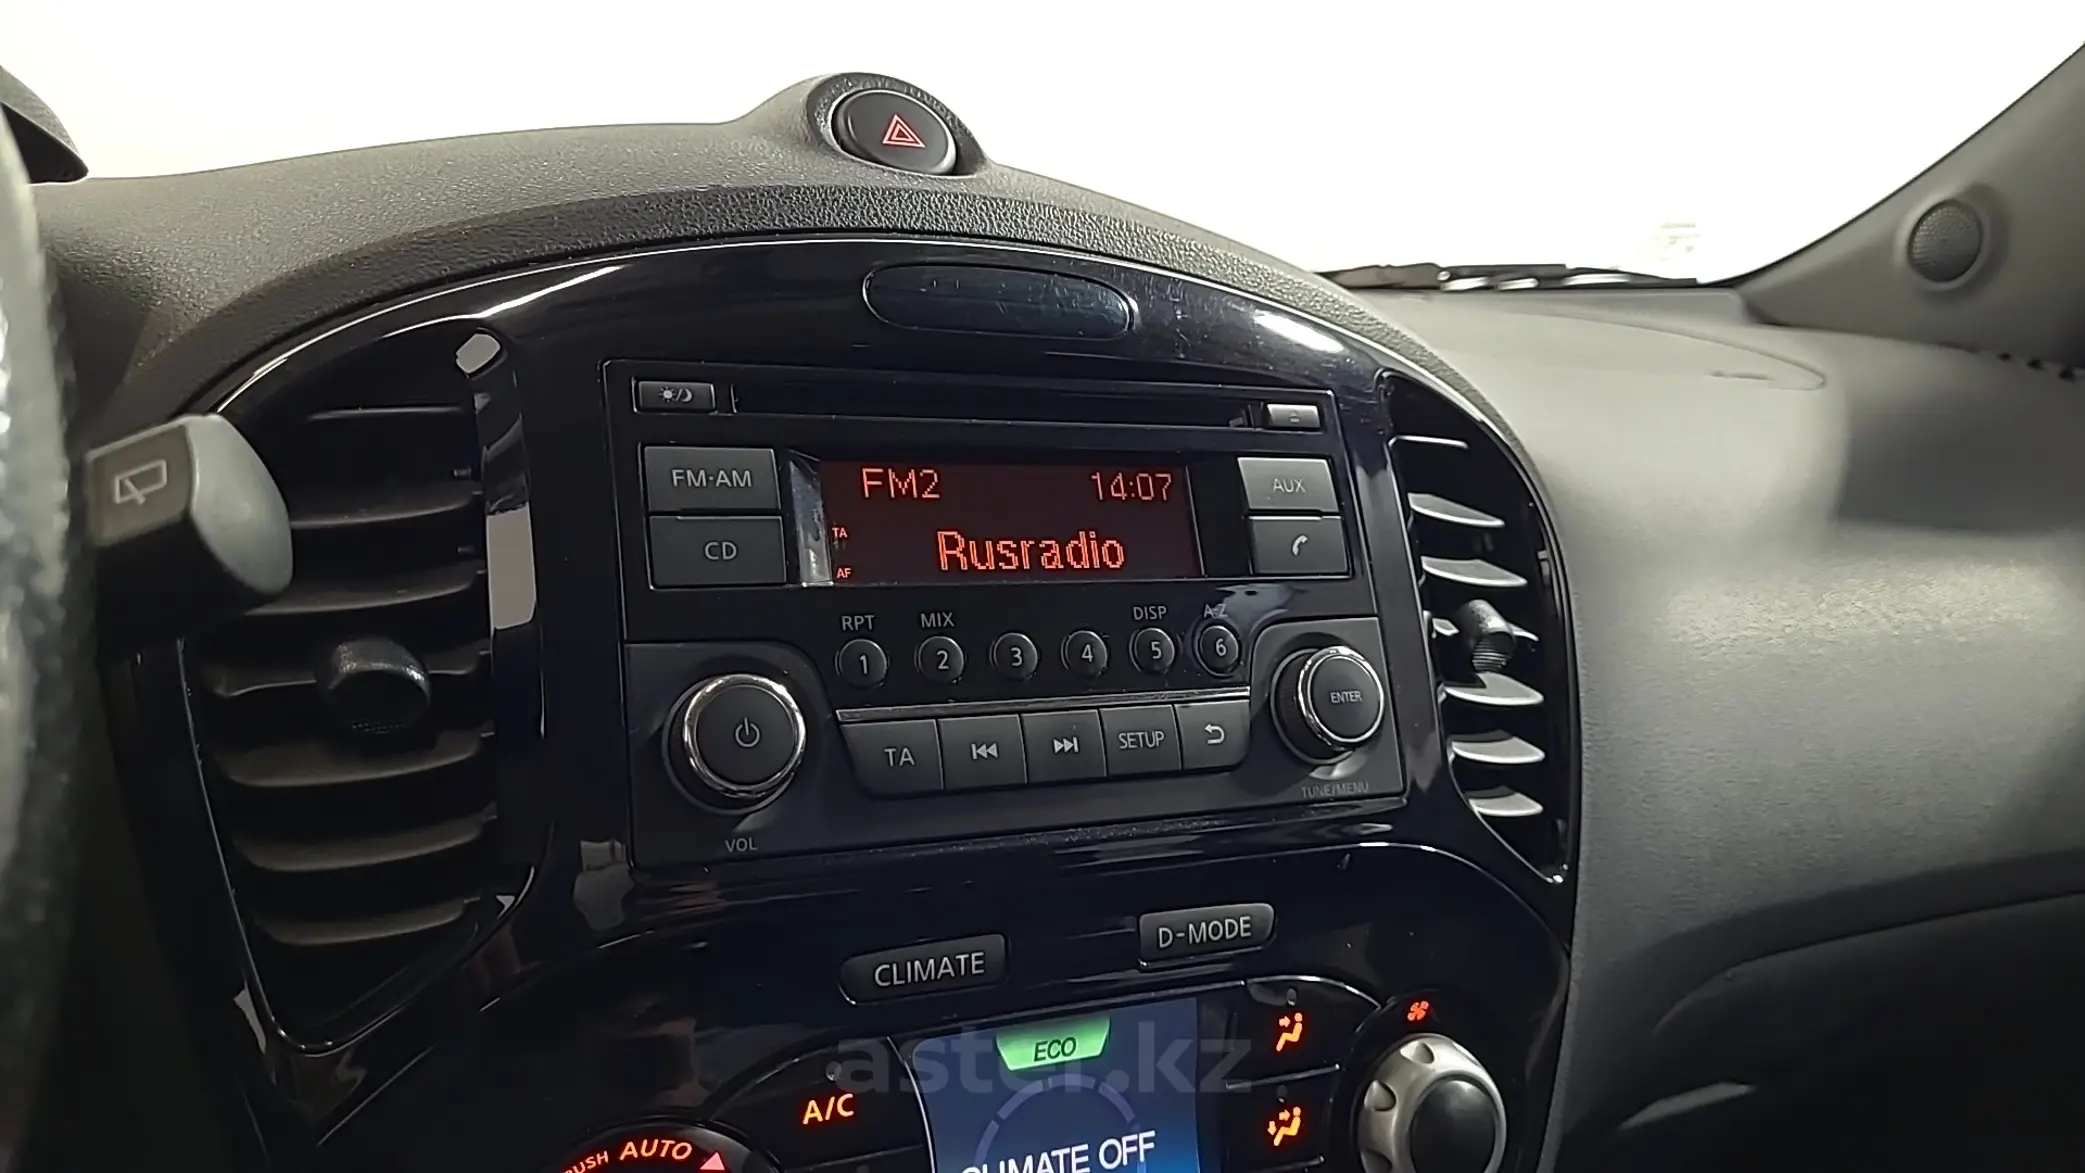 FM·AM
CD
FM2 14:07
TA
AF
Rusradio
AUX
RPT MIX DISP A-Z
1 2 3 4 5 6
TA SETUP
ENTER
TUNE/MENU
VOL
CLIMATE
D-MODE
aster.kz
ECO
A/C
CLIMATE OFF
PUSH AUTO